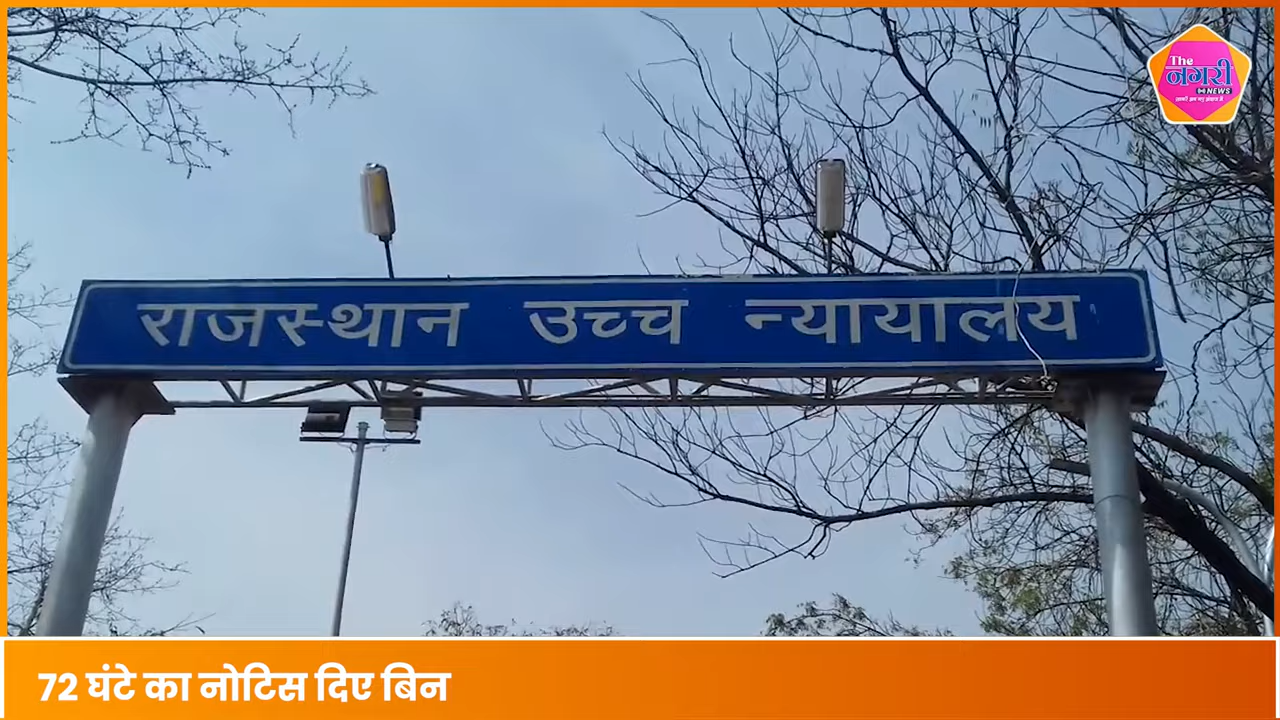 The
नगरी
NEWS
राजस्थान उच्च न्यायालय
72 घंटे का नोटिस दिए बिन